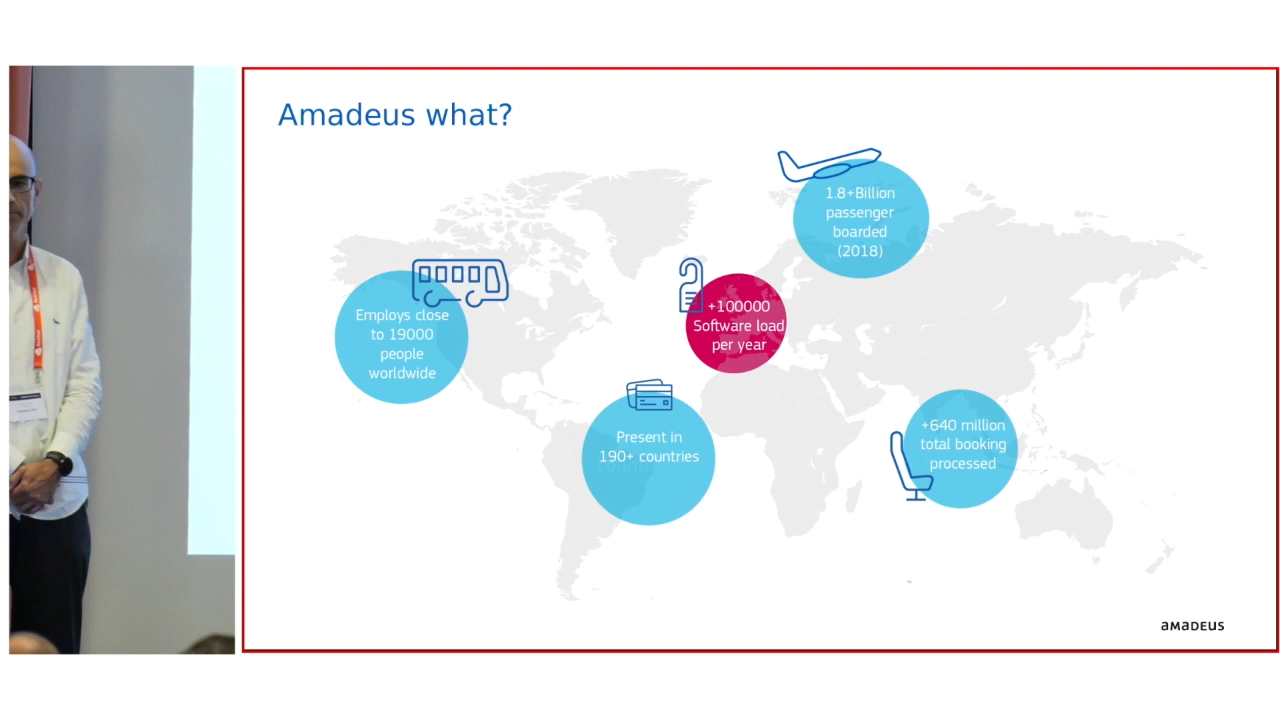 Amadeus what?
1.8+Billion
passenger
boarded
(2018)
+100000
Software load
per year
Employs close
to 19000
people
worldwide
Present in
190+ countries
+640 million
total booking
processed
amadeus